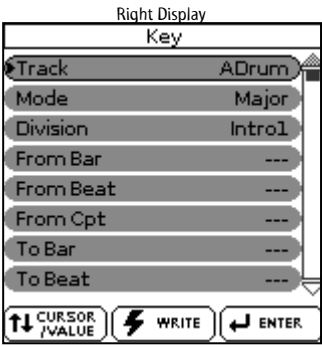 Right Display
Key
Track ADrum
Mode Major
Division Intro1
From Bar ---
From Beat ---
From Cpt ---
To Bar ---
To Beat ---
CURSOR /VALUE WRITE ENTER